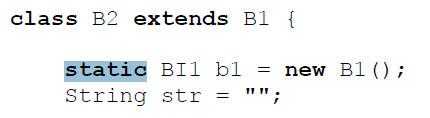 class B2 extends B1 {
static BI1 b1 = new B1();
String str = "";